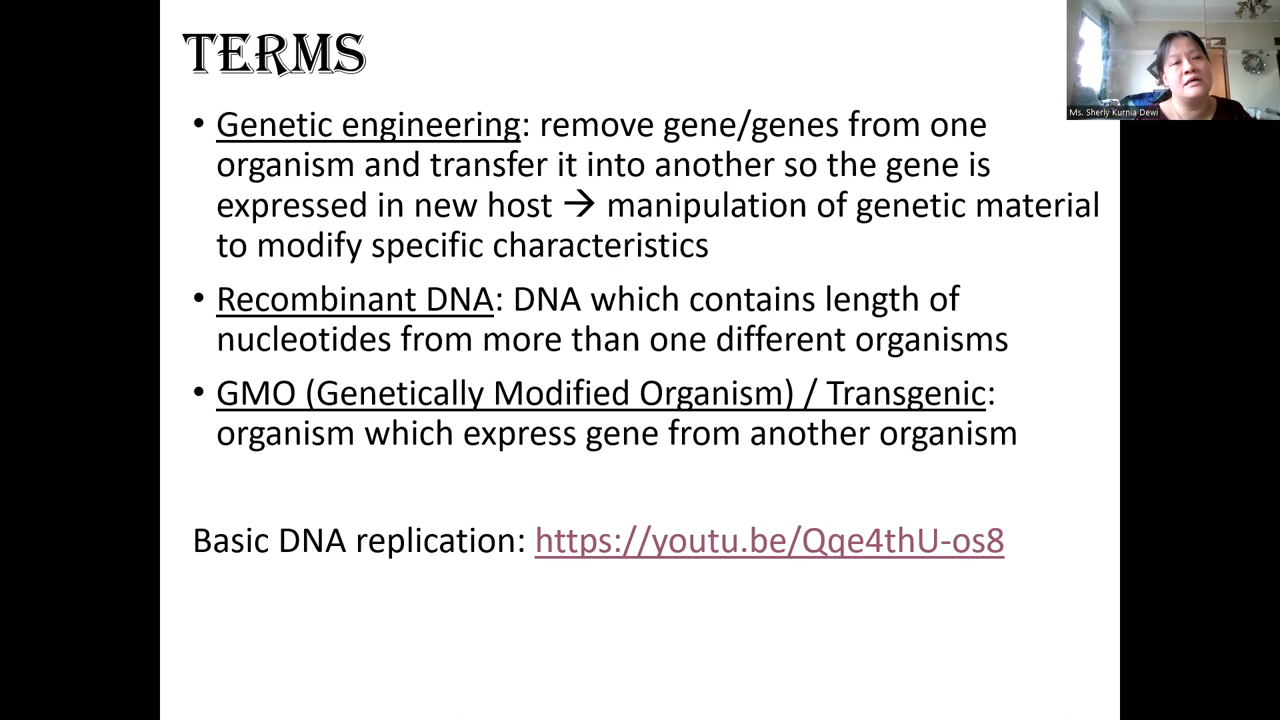 TERMS
• Genetic engineering: remove gene/genes from one
organism and transfer it into another so the gene is
expressed in new host → manipulation of genetic material
to modify specific characteristics
• Recombinant DNA: DNA which contains length of
nucleotides from more than one different organisms
• GMO (Genetically Modified Organism) / Transgenic:
organism which express gene from another organism
Basic DNA replication: https://youtu.be/Qqe4thU-os8
Ms. Sherly Kurnia Dewi